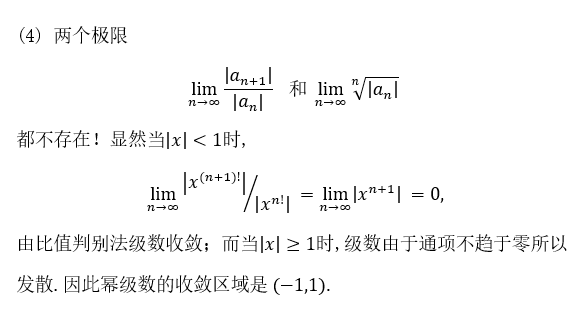 (4) 两个极限
lim_{n→∞} |a_{n+1}|/|a_n| 和 lim_{n→∞} ⁿ√|a_n|
都不存在！显然当|x| < 1时,
lim_{n→∞} |x^{(n+1)!}|/|x^{n!}| = lim_{n→∞} |x^{n+1}| = 0,
由比值判别法级数收敛；而当|x| ≥ 1时, 级数由于通项不趋于零所以
发散. 因此幂级数的收敛区域是 (−1,1).